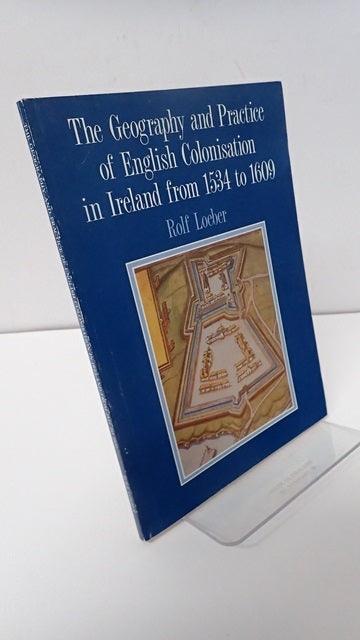 The Geography and Practice
of English Colonisation
in Ireland from 1534 to 1609
Rolf Loeber